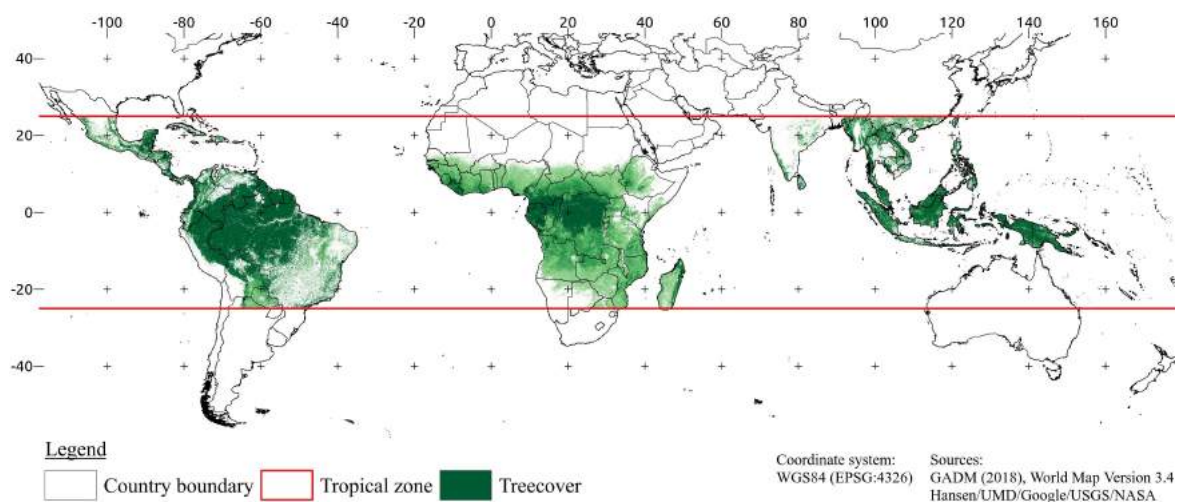 -100 -80 -60 -40 -20 0 20 40 60 80 100 120 140 160
40
20
0
-20
-40
Legend
Country boundary Tropical zone Treecover
Coordinate system:
WGS84 (EPSG:4326)
Sources:
GADM (2018), World Map Version 3.4
Hansen/UMD/Google/USGS/NASA